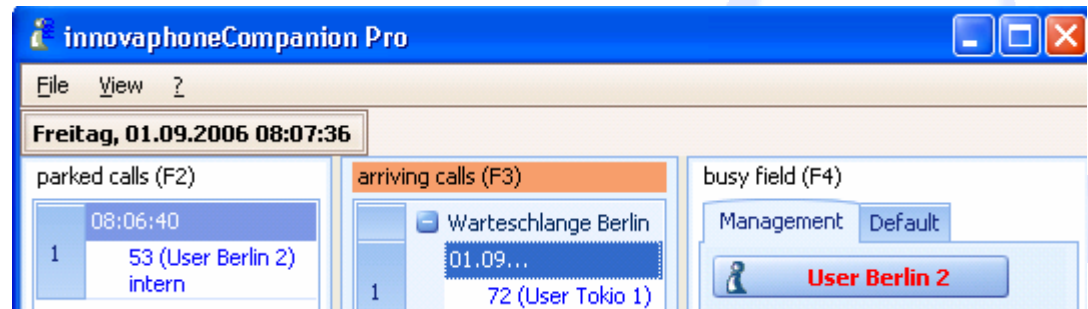 innovaphoneCompanion Pro
File View ?
Freitag, 01.09.2006 08:07:36
parked calls (F2)
08:06:40
1
53 (User Berlin 2)
intern
arriving calls (F3)
Warteschlange Berlin
01.09...
1
72 (User Tokio 1)
busy field (F4)
Management Default
User Berlin 2